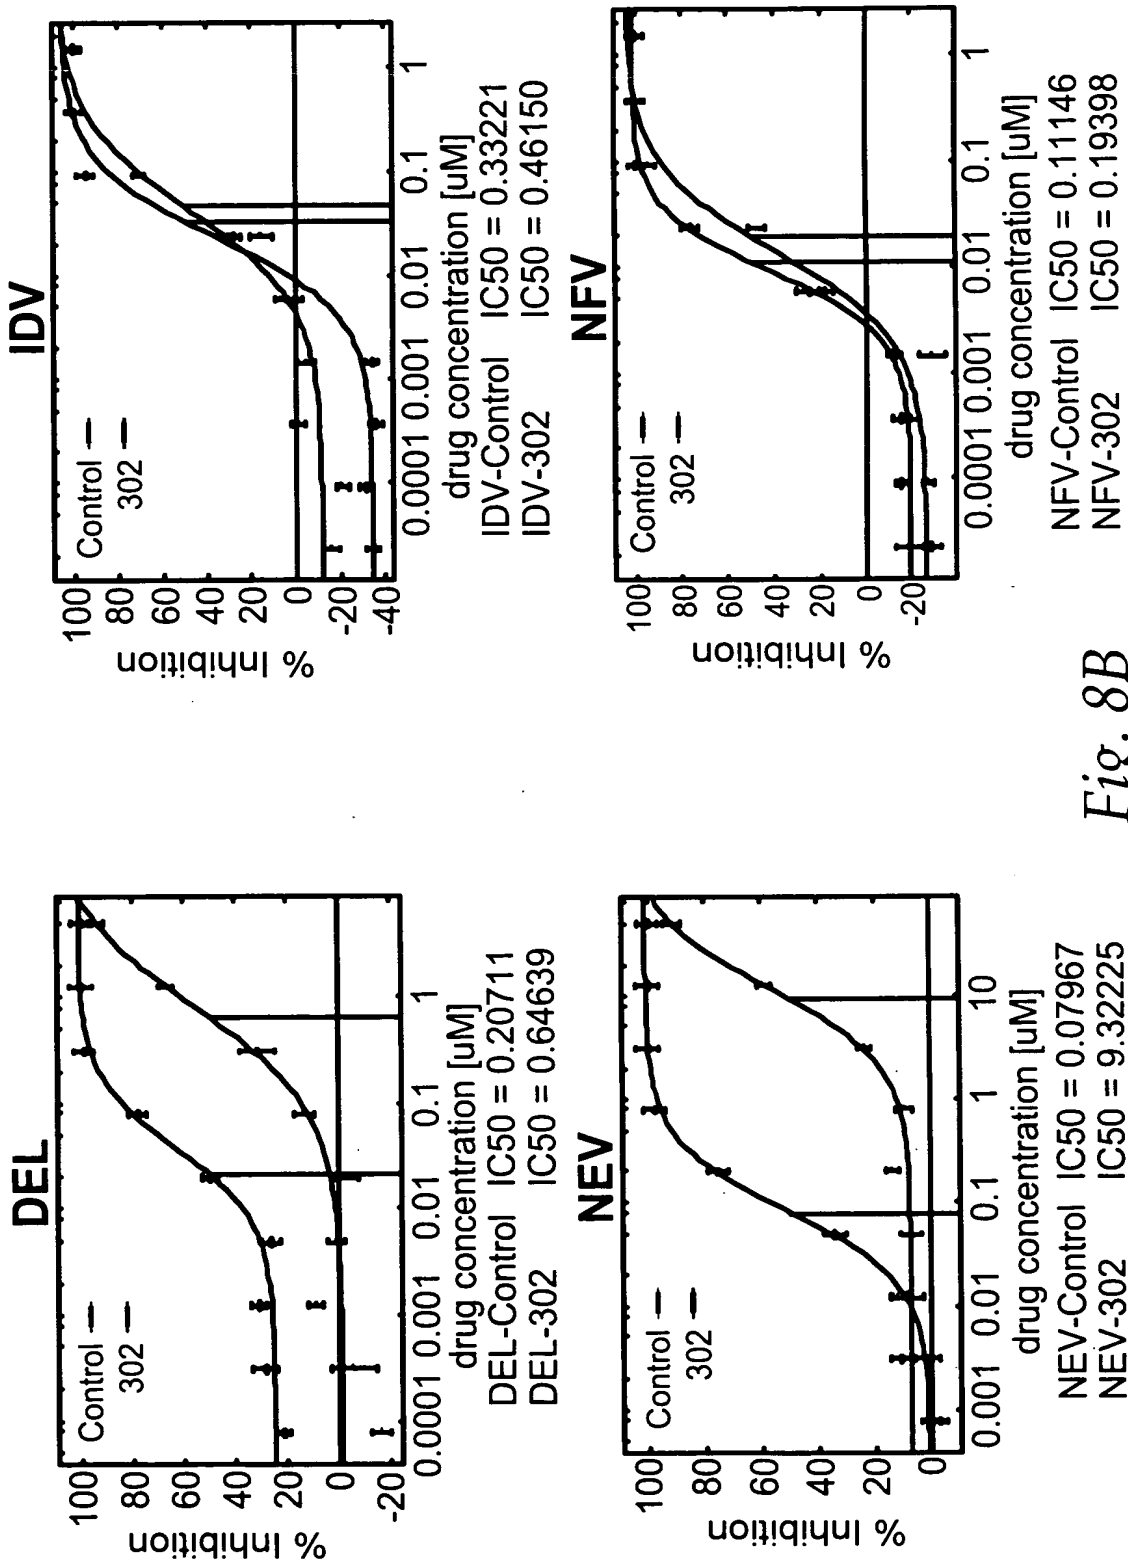 DEL
% Inhibition
100
80
60
40
20
0
-20
Control
302
0.0001 0.001 0.01 0.1 1
drug concentration [uM]
DEL-Control IC50 = 0.20711
DEL-302 IC50 = 0.64639
IDV
% Inhibition
100
80
60
40
20
0
-20
-40
Control
302
0.0001 0.001 0.01 0.1 1
drug concentration [uM]
IDV-Control IC50 = 0.33221
IDV-302 IC50 = 0.46150
NEV
% Inhibition
100
80
60
40
20
0
Control
302
0.001 0.01 0.1 1 10
drug concentration [uM]
NEV-Control IC50 = 0.07967
NEV-302 IC50 = 9.32225
NFV
% Inhibition
100
80
60
40
20
0
-20
Control
302
0.0001 0.001 0.01 0.1 1
drug concentration [uM]
NFV-Control IC50 = 0.11146
NFV-302 IC50 = 0.19398
Fig. 8B